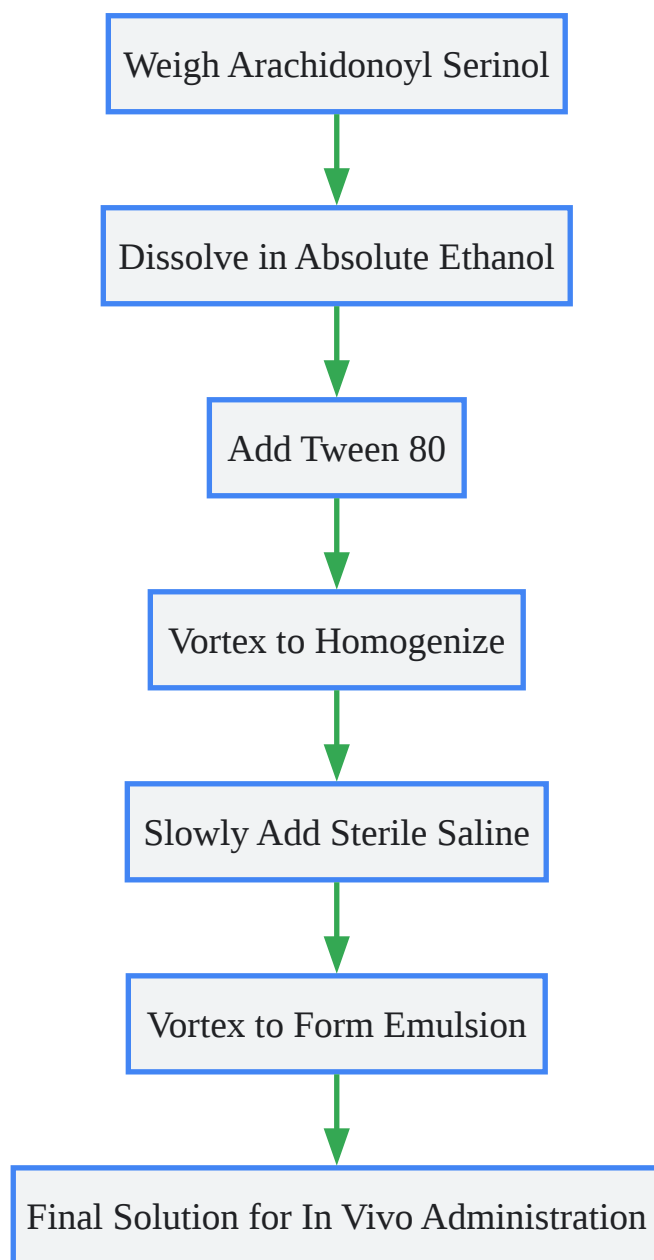 Weigh Arachidonoyl Serinol
Dissolve in Absolute Ethanol
Add Tween 80
Vortex to Homogenize
Slowly Add Sterile Saline
Vortex to Form Emulsion
Final Solution for In Vivo Administration